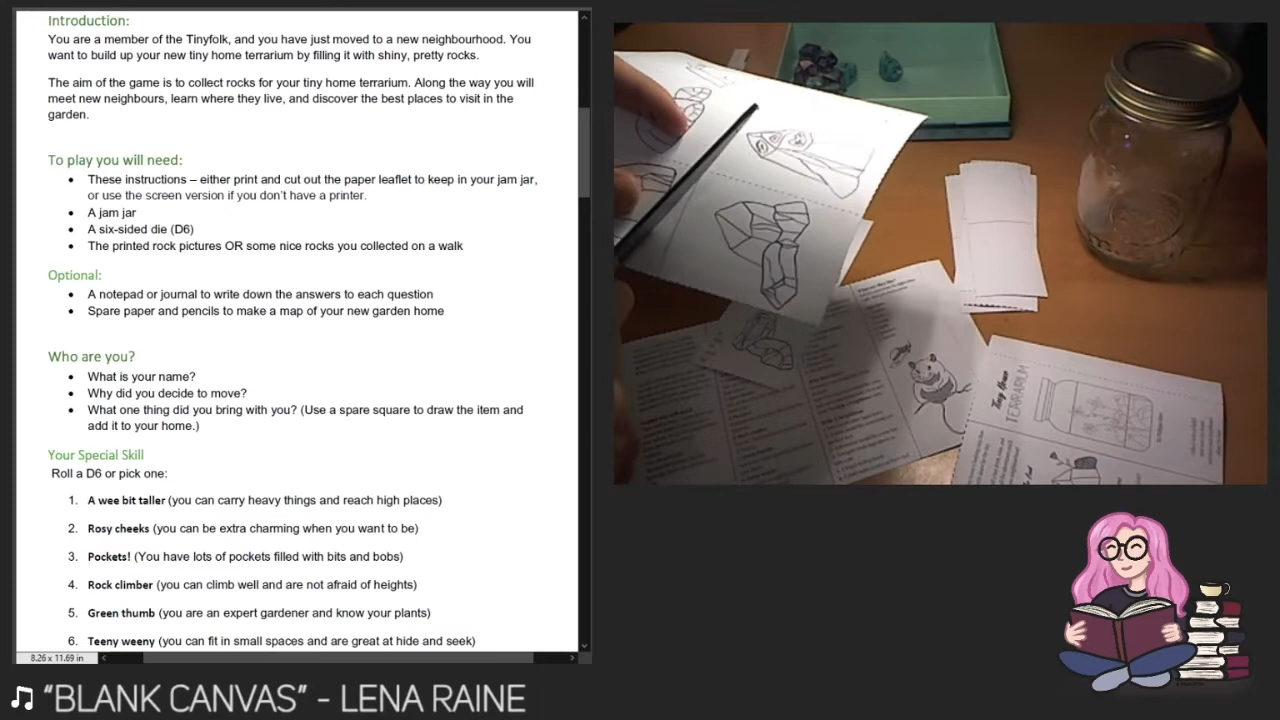 Introduction:
You are a member of the Tinyfolk, and you have just moved to a new neighbourhood. You
want to build up your new tiny home terrarium by filling it with shiny, pretty rocks.
The aim of the game is to collect rocks for your tiny home terrarium. Along the way you will
meet new neighbours, learn where they live, and discover the best places to visit in the
garden.
To play you will need:
These instructions – either print and cut out the paper leaflet to keep in your jam jar,
or use the screen version if you don't have a printer.
A jam jar
A six-sided die (D6)
The printed rock pictures OR some nice rocks you collected on a walk
Optional:
A notepad or journal to write down the answers to each question
Spare paper and pencils to make a map of your new garden home
Who are you?
What is your name?
Why did you decide to move?
What one thing did you bring with you? (Use a spare square to draw the item and
add it to your home.)
Your Special Skill
Roll a D6 or pick one:
1. A wee bit taller (you can carry heavy things and reach high places)
2. Rosy cheeks (you can be extra charming when you want to be)
3. Pockets! (You have lots of pockets filled with bits and bobs)
4. Rock climber (you can climb well and are not afraid of heights)
5. Green thumb (you are an expert gardener and know your plants)
6. Teeny weeny (you can fit in small spaces and are great at hide and seek)
8.26 x 11.69 in
Tiny Home
TERRARIUM
"BLANK CANVAS" - LENA RAINE